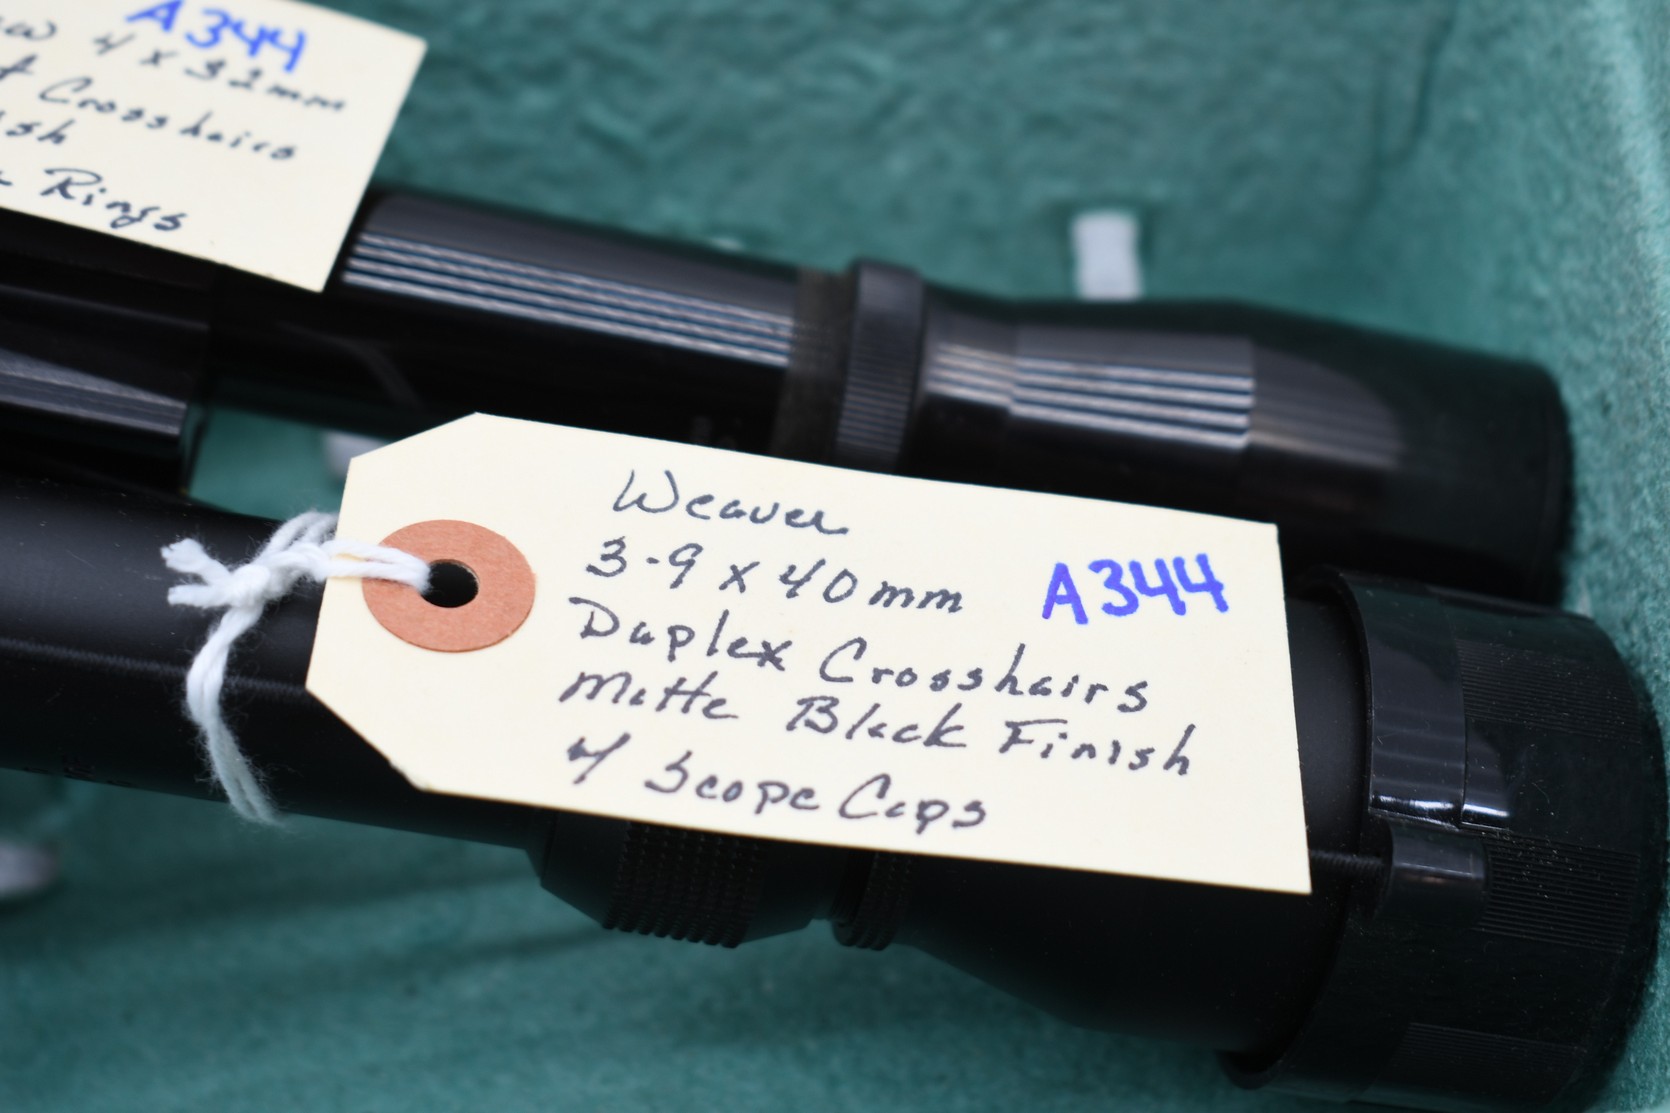 A344
4 x 32mm
Crosshairs
Rings
Weaver
3-9 x 40mm A344
Duplex Crosshairs
Matte Black Finish
w/ Scope Caps